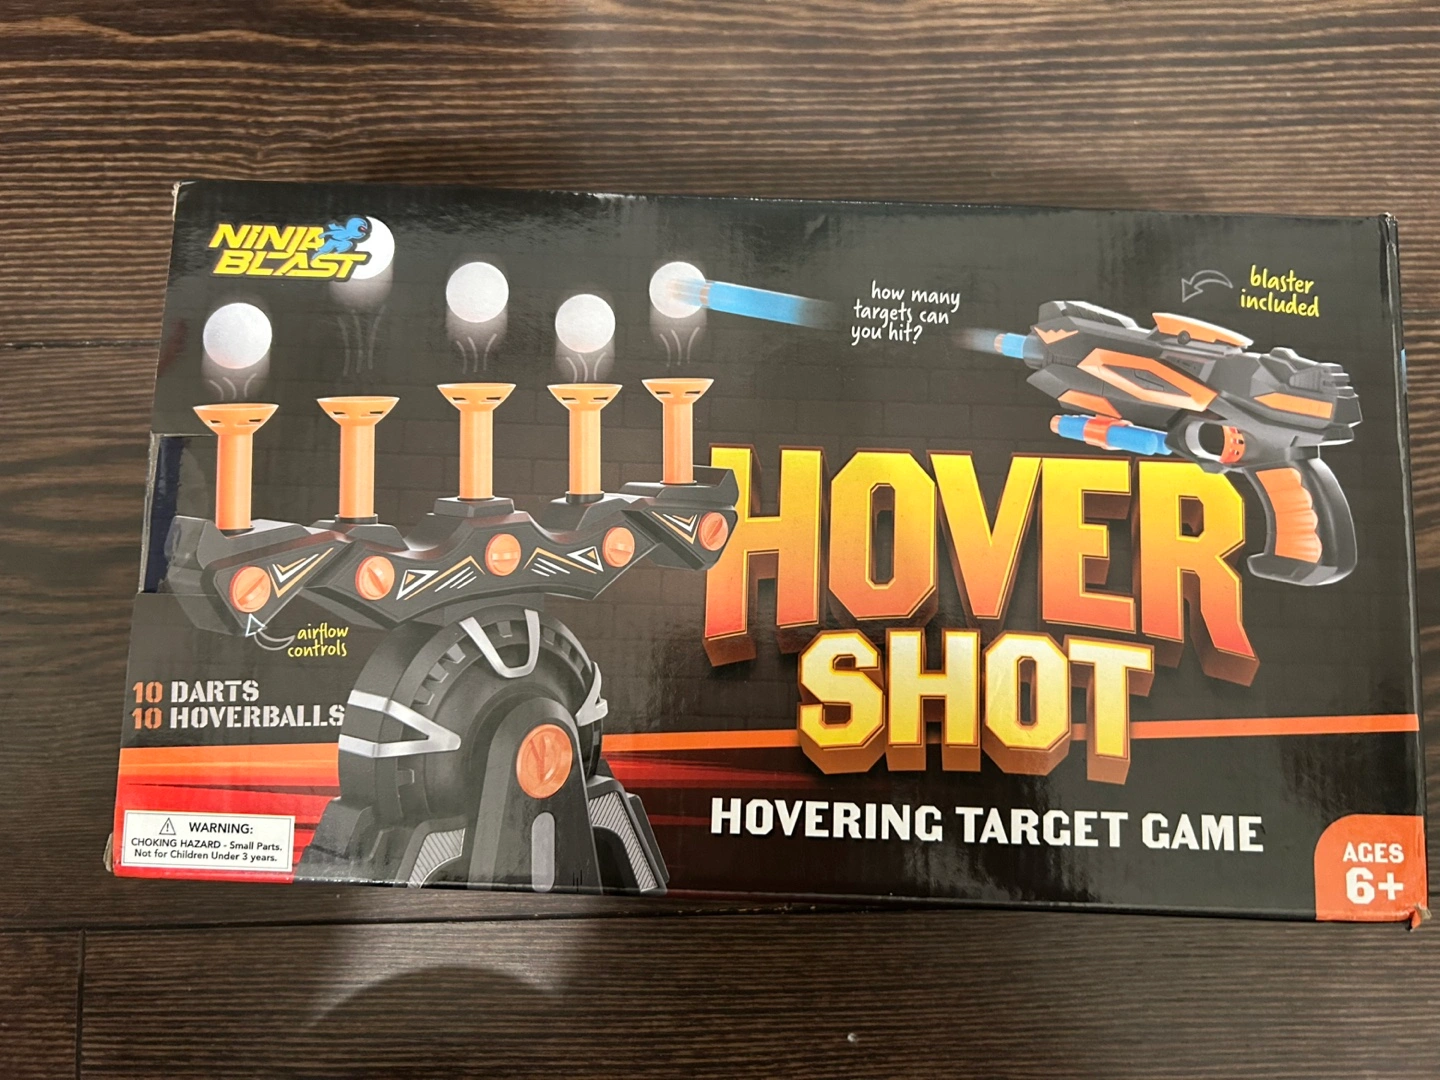 NINJA
BLAST
how many
targets can
you hit?
blaster
included
HOVER
SHOT
airflow
controls
10 DARTS
10 HOVERBALLS
HOVERING TARGET GAME
WARNING:
CHOKING HAZARD - Small Parts.
Not for Children Under 3 years.
AGES
6+